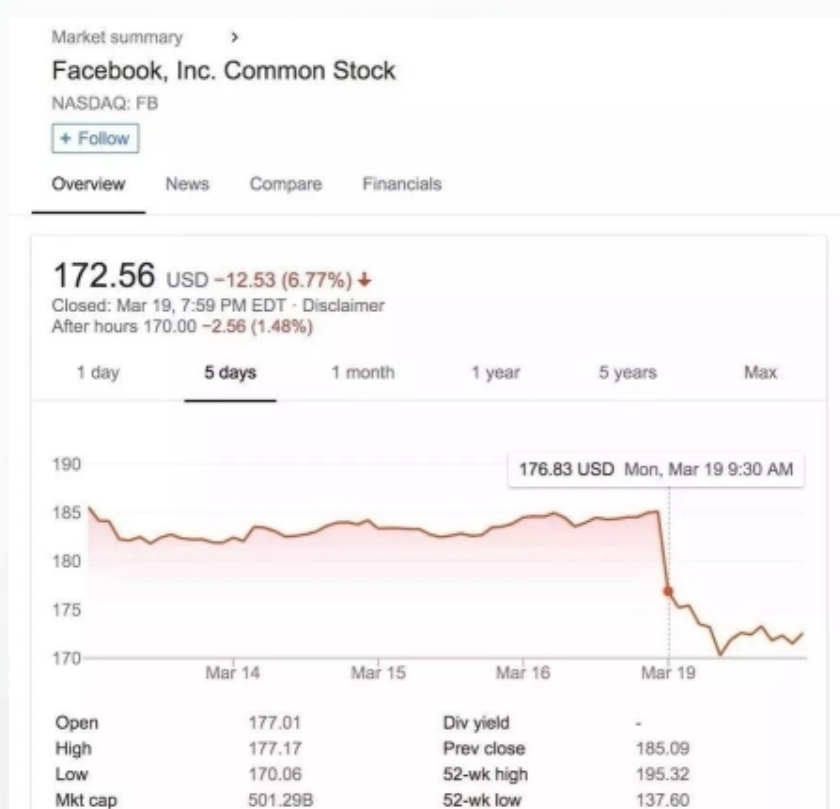 Market summary >
Facebook, Inc. Common Stock
NASDAQ: FB
+ Follow
Overview News Compare Financials
172.56 USD −12.53 (6.77%) ↓
Closed: Mar 19, 7:59 PM EDT · Disclaimer
After hours 170.00 −2.56 (1.48%)
1 day 5 days 1 month 1 year 5 years Max
190
176.83 USD Mon, Mar 19 9:30 AM
185
180
175
170
Mar 14 Mar 15 Mar 16 Mar 19
Open 177.01 Div yield -
High 177.17 Prev close 185.09
Low 170.06 52-wk high 195.32
Mkt cap 501.29B 52-wk low 137.60